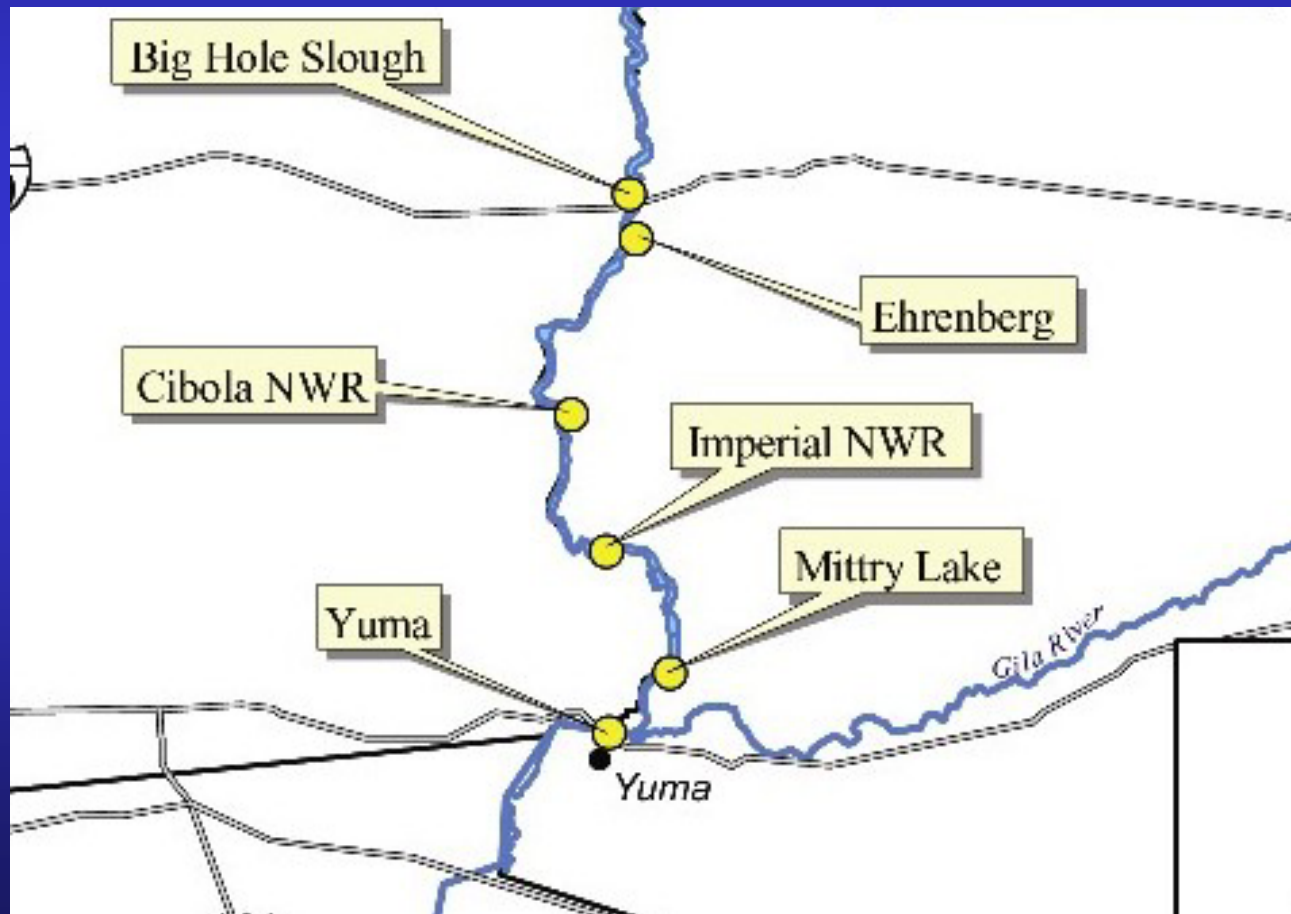 Big Hole Slough
Ehrenberg
Cibola NWR
Imperial NWR
Mittry Lake
Yuma
Gila River
Yuma